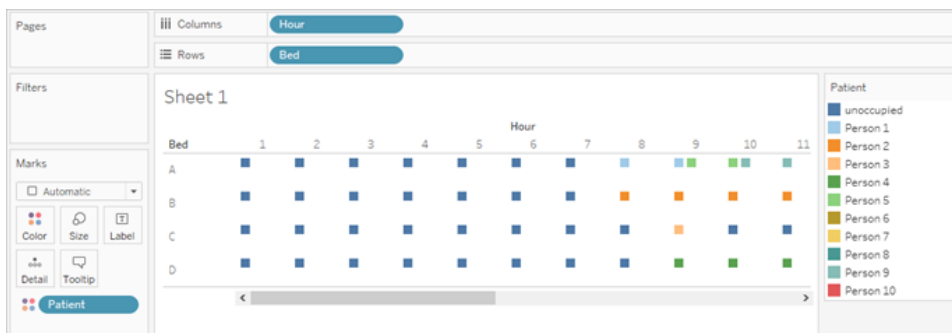 Pages
Columns Hour
Rows Bed
Filters
Sheet 1
Hour
Bed 1 2 3 4 5 6 7 8 9 10 11
A
B
C
D
Marks
Automatic
Color Size Label
Detail Tooltip
Patient
Patient
unoccupied
Person 1
Person 2
Person 3
Person 4
Person 5
Person 6
Person 7
Person 8
Person 9
Person 10